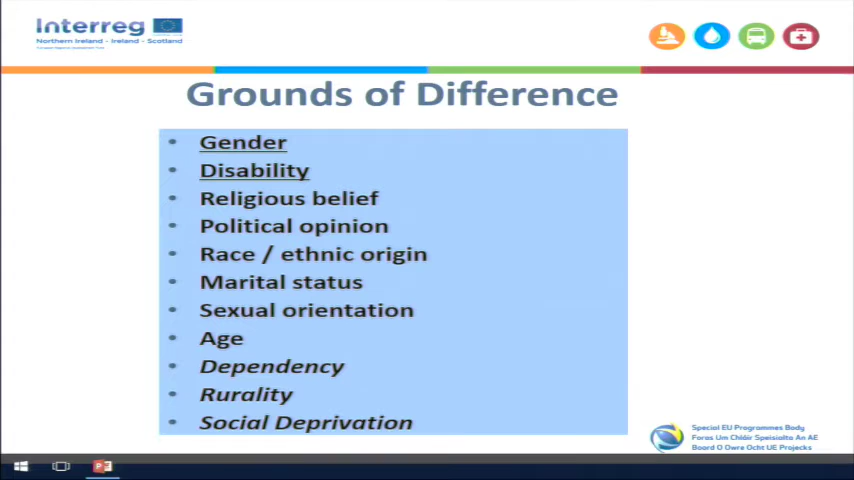 Interreg
Northern Ireland - Ireland - Scotland
European Regional Development Fund
Grounds of Difference
• Gender
• Disability
• Religious belief
• Political opinion
• Race / ethnic origin
• Marital status
• Sexual orientation
• Age
• Dependency
• Rurality
• Social Deprivation
Special EU Programmes Body
Foras Um Chláir Speisialta An AE
Boord O Owre Ocht UE Projecks